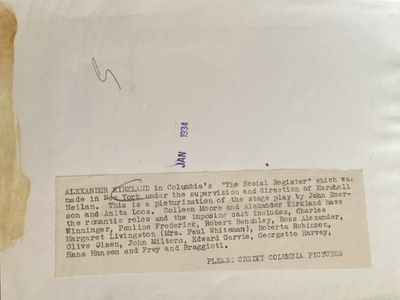 JAN 1934
ALEXANDER KIRKLAND in Columbia's "The Social Register" which was
made in New York under the supervision and direction of Marshall
Neilan. This is a picturization of the stage play by John Emer-
son and Anita Loos. Colleen Moore and Alexander Kirkland have
the romantic roles and the imposing cast includes, Charles
Winninger, Pauline Frederick, Robert Benchley, Ross Alexander,
Margaret Livingston (Mrs. Paul Whiteman), Roberta Robinson,
Olive Olsen, John Miltern, Edward Garvie, Georgette Harvey,
Hans Hansen and Frey and Braggioti.
PLEASE CREDIT COLUMBIA PICTURES